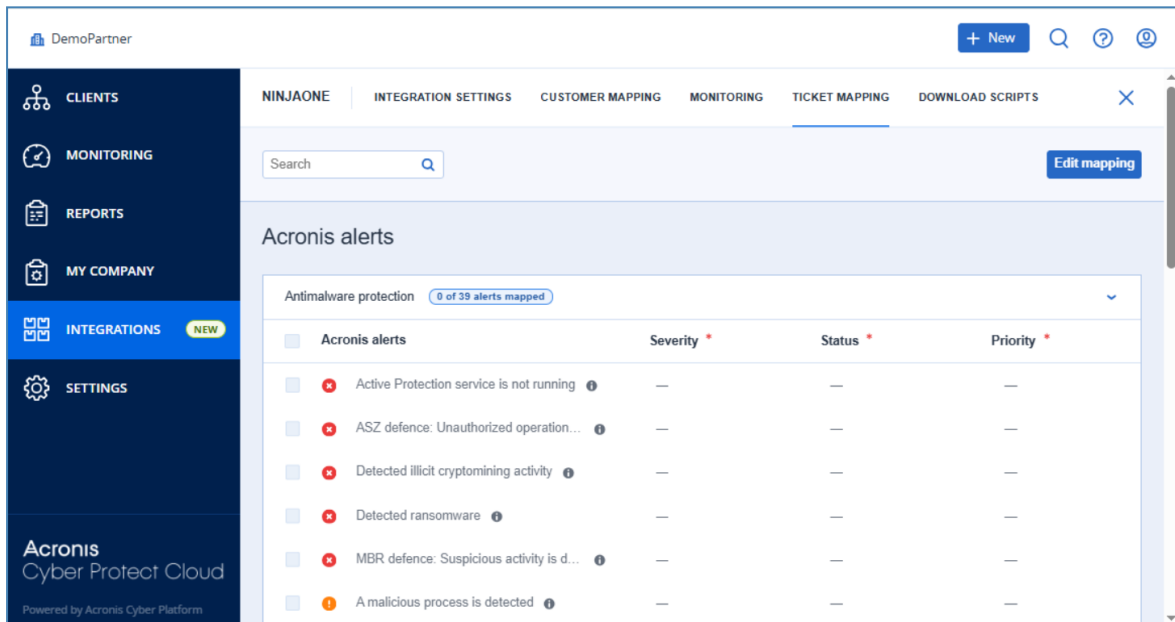 DemoPartner
+ New
CLIENTS
MONITORING
REPORTS
MY COMPANY
INTEGRATIONS NEW
SETTINGS
Acronis
Cyber Protect Cloud
Powered by Acronis Cyber Platform
NINJAONE INTEGRATION SETTINGS CUSTOMER MAPPING MONITORING TICKET MAPPING DOWNLOAD SCRIPTS
Search
Edit mapping
Acronis alerts
Antimalware protection 0 of 39 alerts mapped
Acronis alerts Severity * Status * Priority *
Active Protection service is not running — — —
ASZ defence: Unauthorized operation... — — —
Detected illicit cryptomining activity — — —
Detected ransomware — — —
MBR defence: Suspicious activity is d... — — —
A malicious process is detected — — —